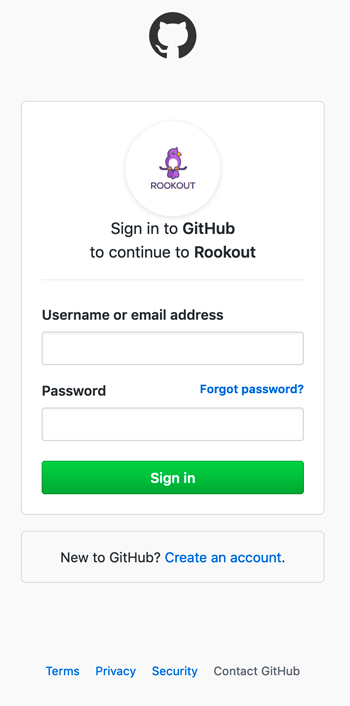 ROOKOUT
Sign in to GitHub
to continue to Rookout
Username or email address
Password Forgot password?
Sign in
New to GitHub? Create an account.
Terms Privacy Security Contact GitHub